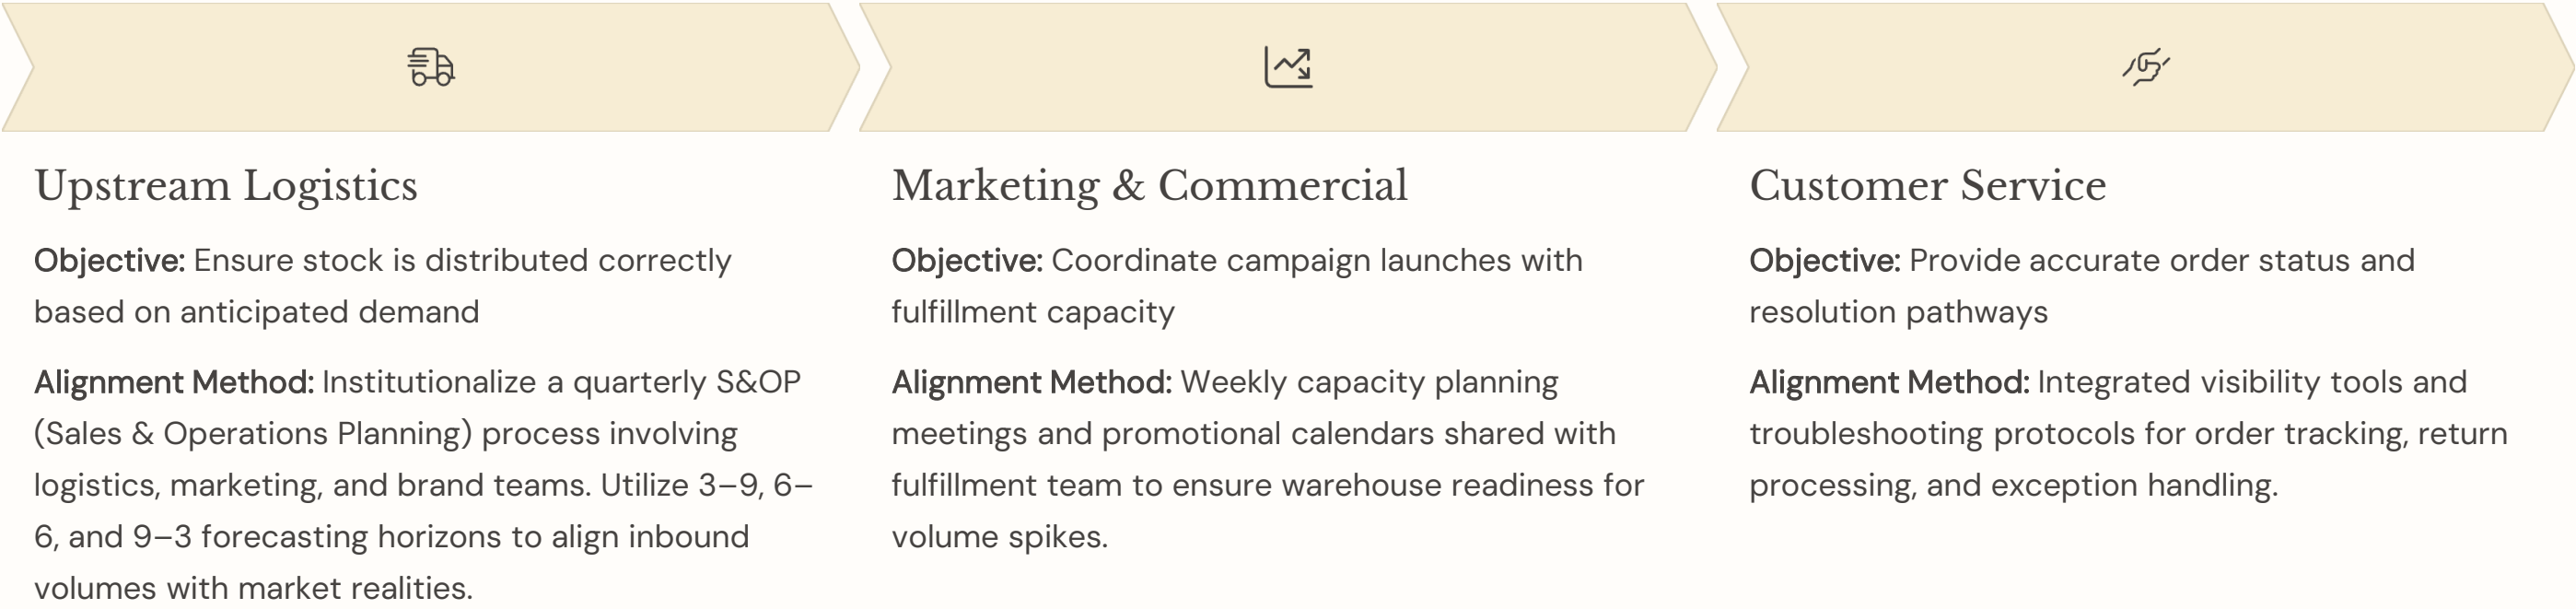 Upstream Logistics
Objective: Ensure stock is distributed correctly
based on anticipated demand
Alignment Method: Institutionalize a quarterly S&OP
(Sales & Operations Planning) process involving
logistics, marketing, and brand teams. Utilize 3–9, 6–
6, and 9–3 forecasting horizons to align inbound
volumes with market realities.
Marketing & Commercial
Objective: Coordinate campaign launches with
fulfillment capacity
Alignment Method: Weekly capacity planning
meetings and promotional calendars shared with
fulfillment team to ensure warehouse readiness for
volume spikes.
Customer Service
Objective: Provide accurate order status and
resolution pathways
Alignment Method: Integrated visibility tools and
troubleshooting protocols for order tracking, return
processing, and exception handling.